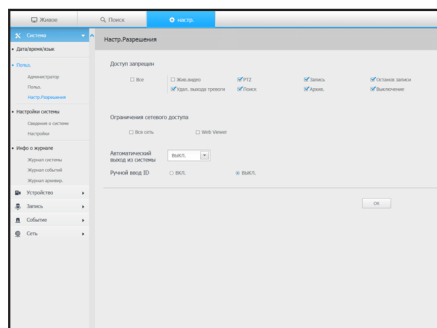 Живое
Поиск
настр.
Система
Дата/время/язык
Польз.
Администратор
Польз.
Настр.Разрешения
Настройки системы
Сведения о системе
Настройки
Инфо о журнале
Журнал системы
Журнал событий
Журнал архивир.
Устройство
Запись
Событие
Сеть
Настр.Разрешения
Доступ запрещен
Все
Жив.видео
PTZ
Запись
Останов записи
Удал. выхода тревоги
Поиск
Архив.
Выключение
Ограничения сетевого доступа
Вся сеть
Web Viewer
Автоматический
выход из системы
ВЫКЛ.
Ручной ввод ID
ВКЛ.
ВЫКЛ.
OK